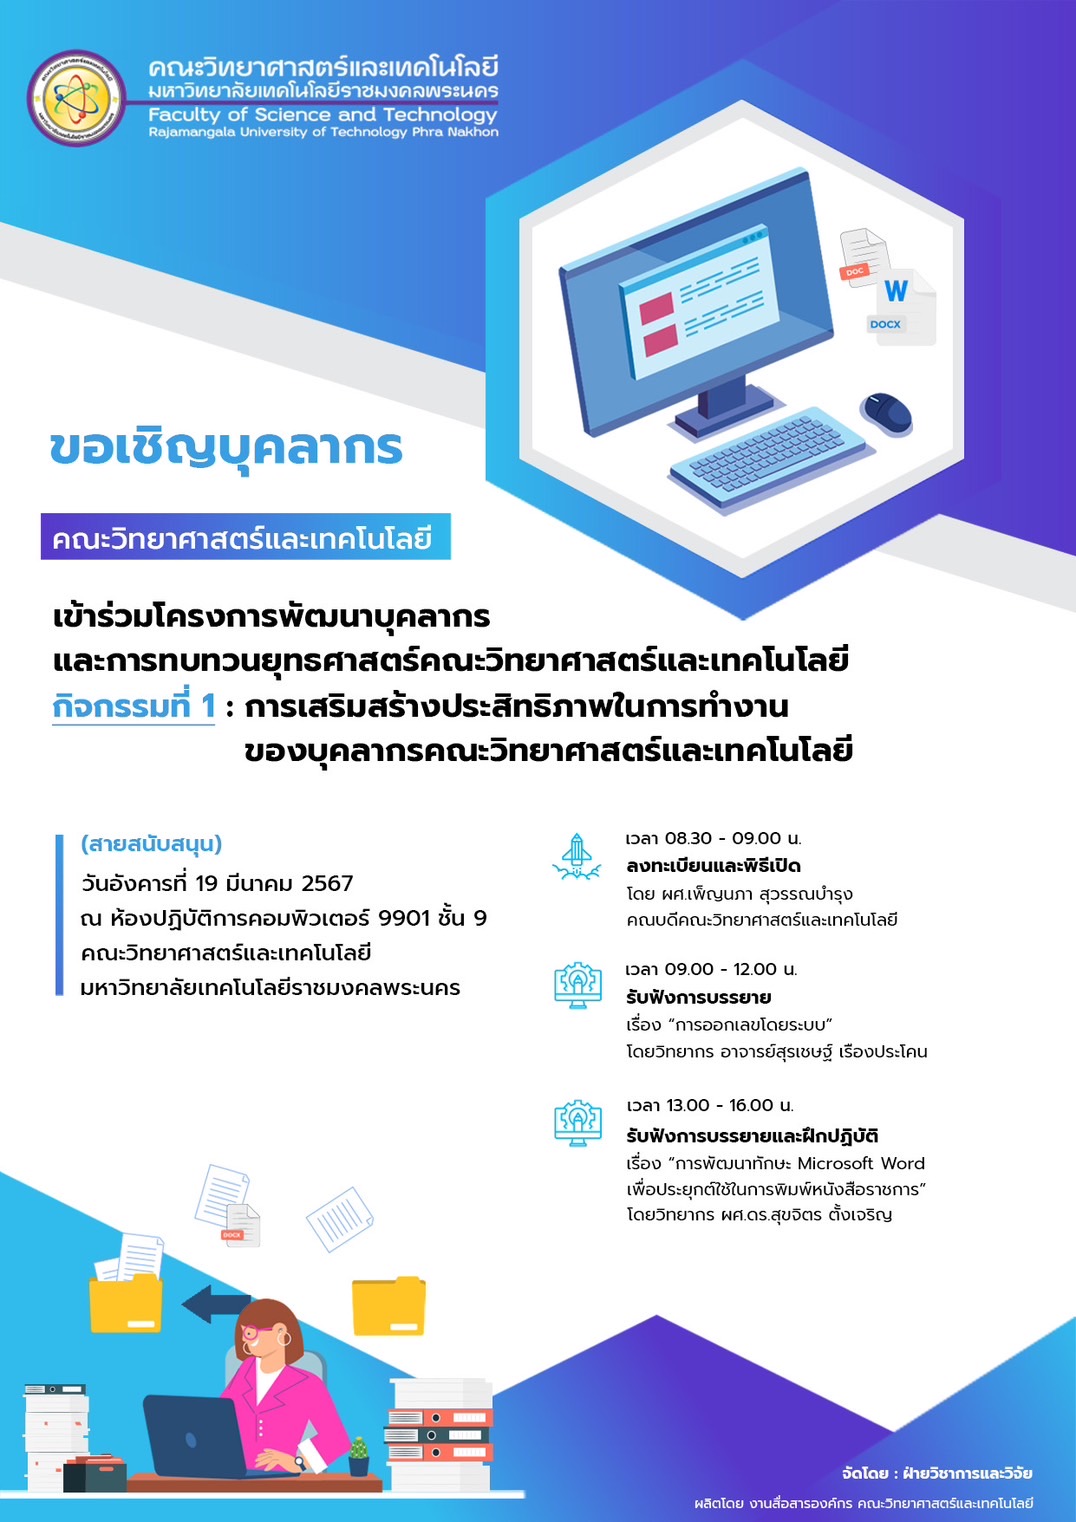 คณะวิทยาศาสตร์และเทคโนโลยี
มหาวิทยาลัยเทคโนโลยีราชมงคลพระนคร
Faculty of Science and Technology
Rajamangala University of Technology Phra Nakhon
DOC
W
DOCX
ขอเชิญบุคลากร
คณะวิทยาศาสตร์และเทคโนโลยี
เข้าร่วมโครงการพัฒนาบุคลากร
และการทบทวนยุทธศาสตร์คณะวิทยาศาสตร์และเทคโนโลยี
กิจกรรมที่ 1 : การเสริมสร้างประสิทธิภาพในการทำงาน
ของบุคลากรคณะวิทยาศาสตร์และเทคโนโลยี
(สายสนับสนุน)
วันอังคารที่ 19 มีนาคม 2567
ณ ห้องปฏิบัติการคอมพิวเตอร์ 9901 ชั้น 9
คณะวิทยาศาสตร์และเทคโนโลยี
มหาวิทยาลัยเทคโนโลยีราชมงคลพระนคร
เวลา 08.30 - 09.00 น.
ลงทะเบียนและพิธีเปิด
โดย ผศ.เพ็ญนภา สุวรรณบำรุง
คณบดีคณะวิทยาศาสตร์และเทคโนโลยี
เวลา 09.00 - 12.00 น.
รับฟังการบรรยาย
เรื่อง “การออกเลขโดยระบบ”
โดยวิทยากร อาจารย์สุรเชษฐ์ เรืองประโคน
เวลา 13.00 - 16.00 น.
รับฟังการบรรยายและฝึกปฏิบัติ
เรื่อง “การพัฒนาทักษะ Microsoft Word
เพื่อประยุกต์ใช้ในการพิมพ์หนังสือราชการ”
โดยวิทยากร ผศ.ดร.สุขจิตร ตั้งเจริญ
DOCX
จัดโดย : ฝ่ายวิชาการและวิจัย
ผลิตโดย งานสื่อสารองค์กร คณะวิทยาศาสตร์และเทคโนโลยี